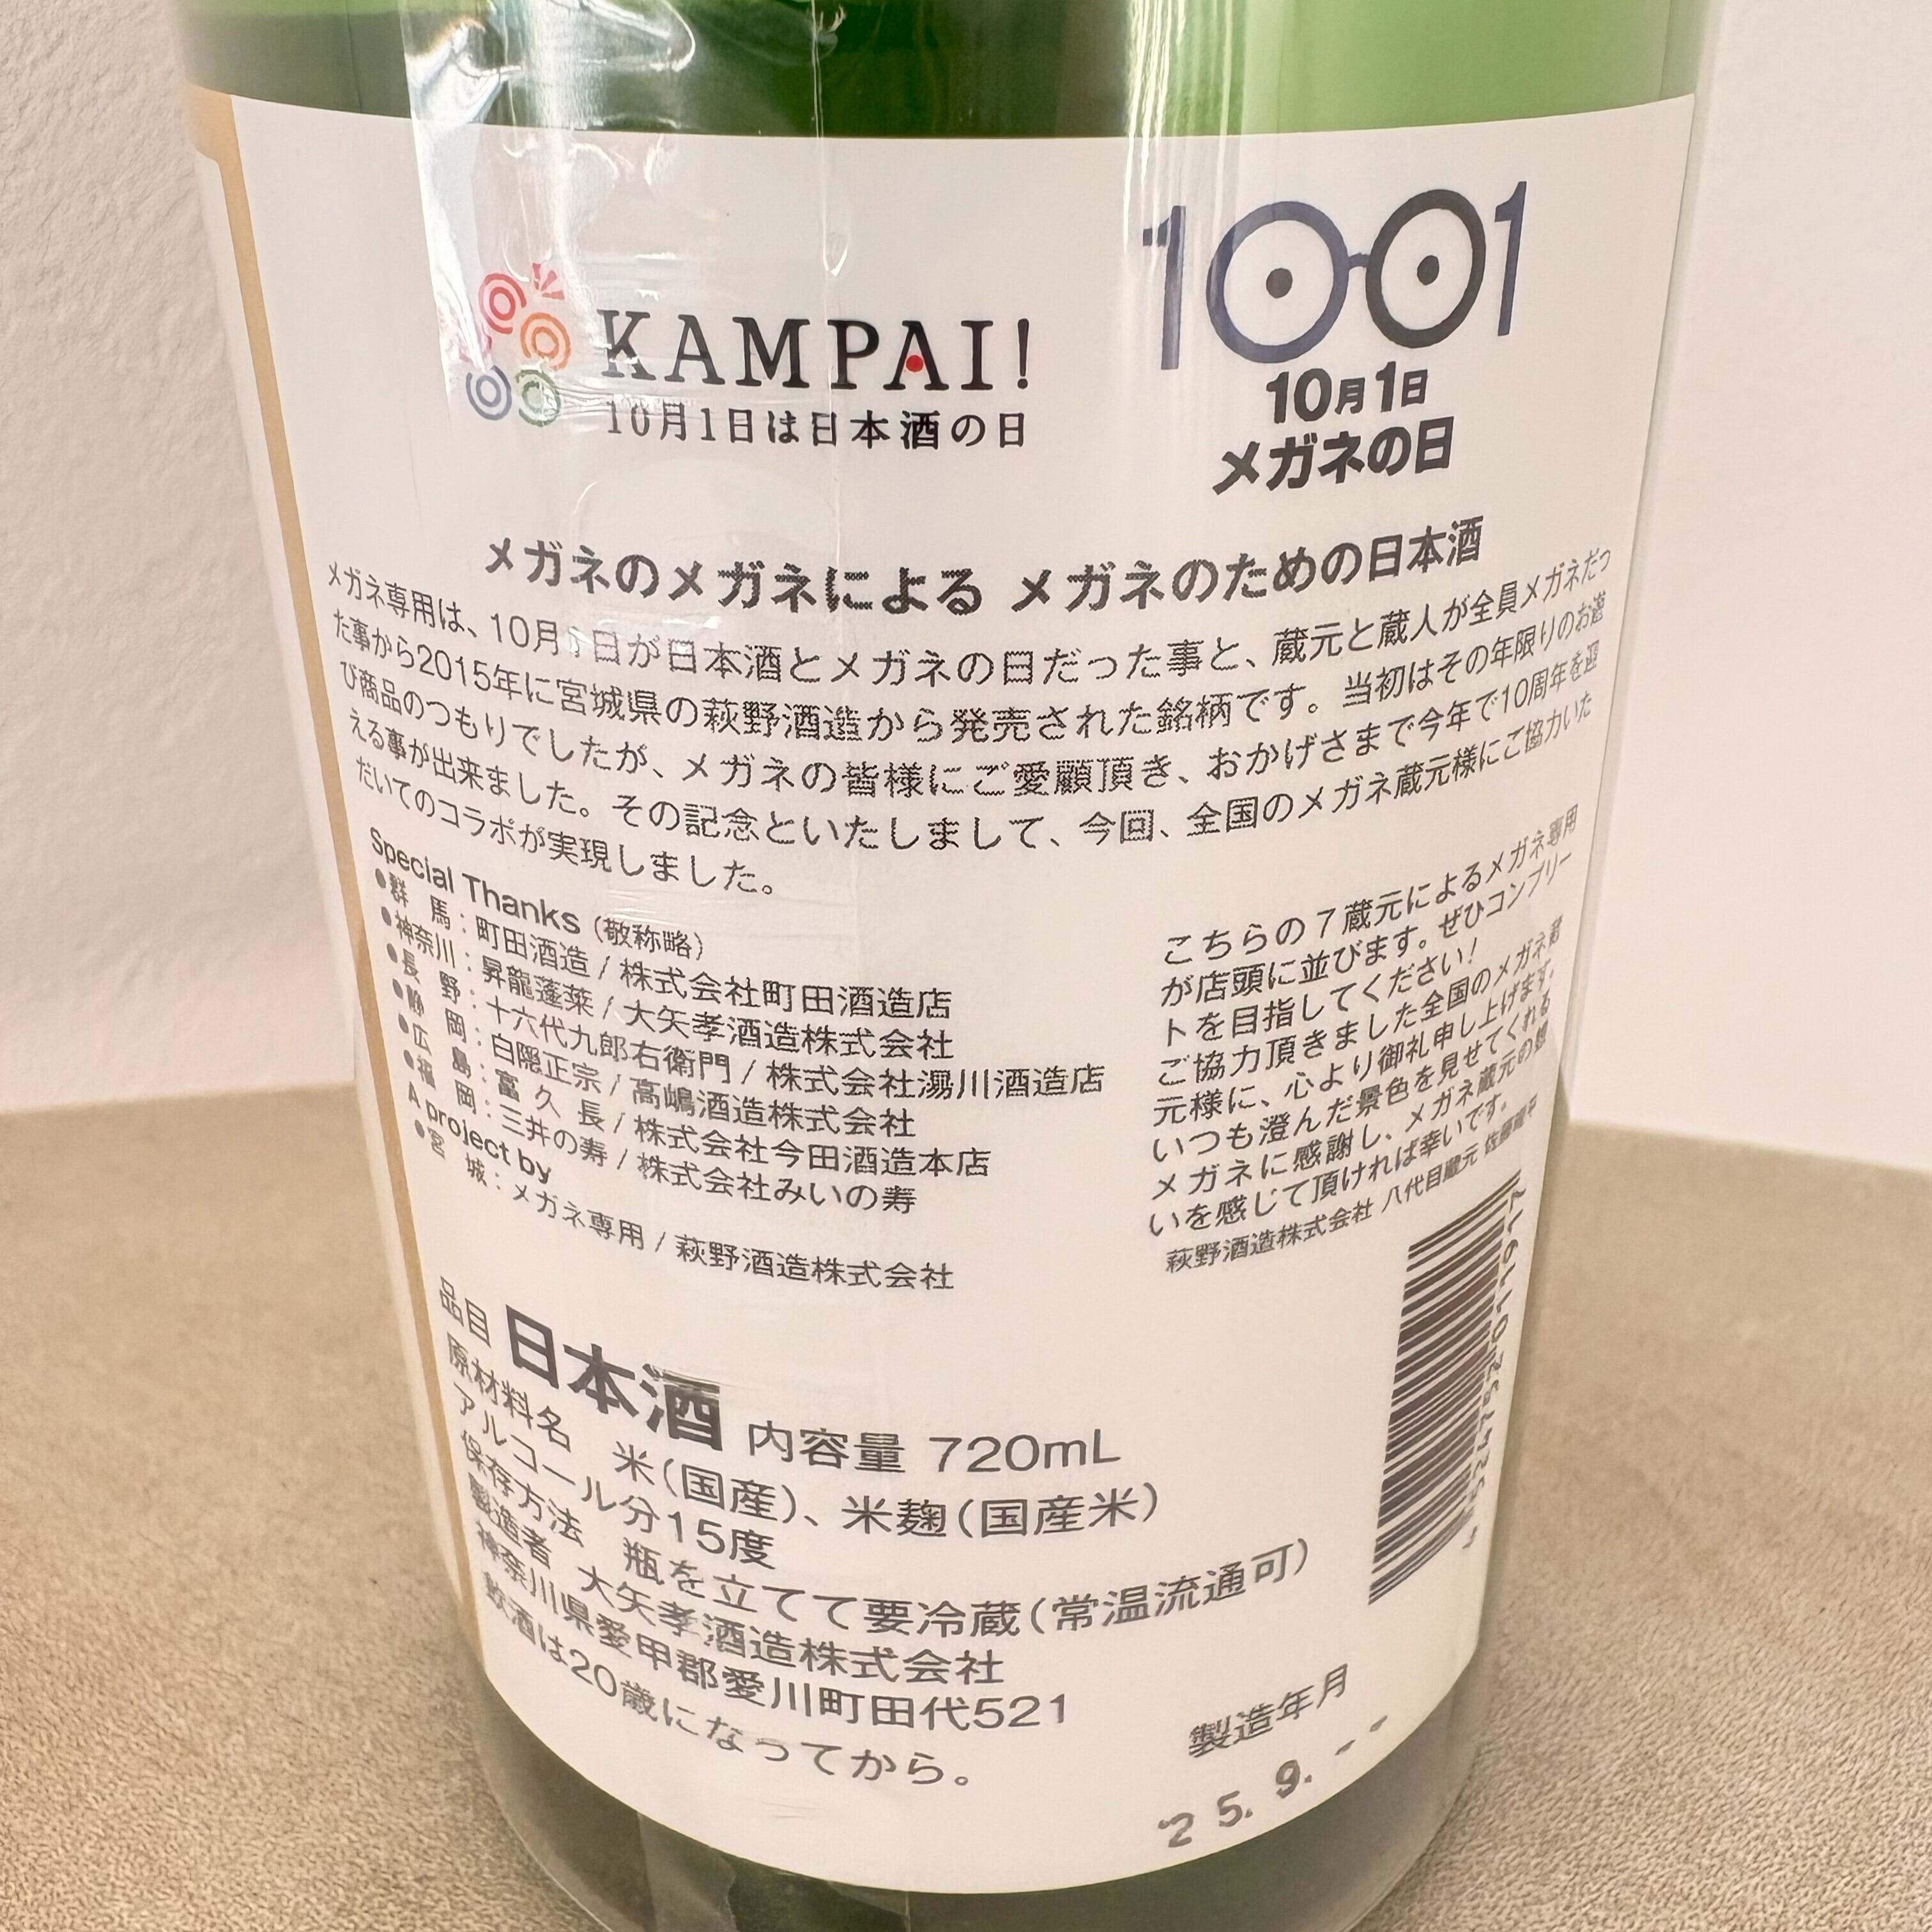 1001
10月1日
メガネの日
KAMPAI!
10月1日は日本酒の日
メガネのメガネによる メガネのための日本酒
メガネ専用は、10月1日が日本酒とメガネの日だった事と、蔵元と蔵人が全員メガネだっ
た事から2015年に宮城県の萩野酒造から発売された銘柄です。当初はその年限りのお遊
び商品のつもりでしたが、メガネの皆様にご愛顧頂き、おかげさまで今年で10周年を迎
える事が出来ました。その記念といたしまして、今回、全国のメガネ蔵元様にご協力いた
だいてのコラボが実現しました。
Special Thanks (敬称略)
●群 馬：町田酒造 / 株式会社町田酒造店
●神奈川：昇龍蓬莱 / 大矢孝酒造株式会社
●長 野：十六代九郎右衛門 / 株式会社湯川酒造店
●静 岡：白隠正宗 / 高嶋酒造株式会社
●広 島：富 久 長 / 株式会社今田酒造本店
●福 岡：三井の寿 / 株式会社みいの寿
A project by
●宮 城：メガネ専用 / 萩野酒造株式会社
こちらの7蔵元によるメガネ専用
が店頭に並びます。ぜひコンプリー
トを目指してください！
ご協力頂きました全国のメガネ蔵
元様に、心より御礼申し上げます。
いつも澄んだ景色を見せてくれる
メガネに感謝し、メガネ蔵元の想
いを感じて頂ければ幸いです。
萩野酒造株式会社 八代目蔵元 佐藤曜平
品目 日本酒 内容量 720mL
原材料名 米(国産)、米麹(国産米)
アルコール分15度
保存方法 瓶を立てて要冷蔵(常温流通可)
製造者 大矢孝酒造株式会社
神奈川県愛甲郡愛川町田代521
飲酒は20歳になってから。
製造年月
25.9.